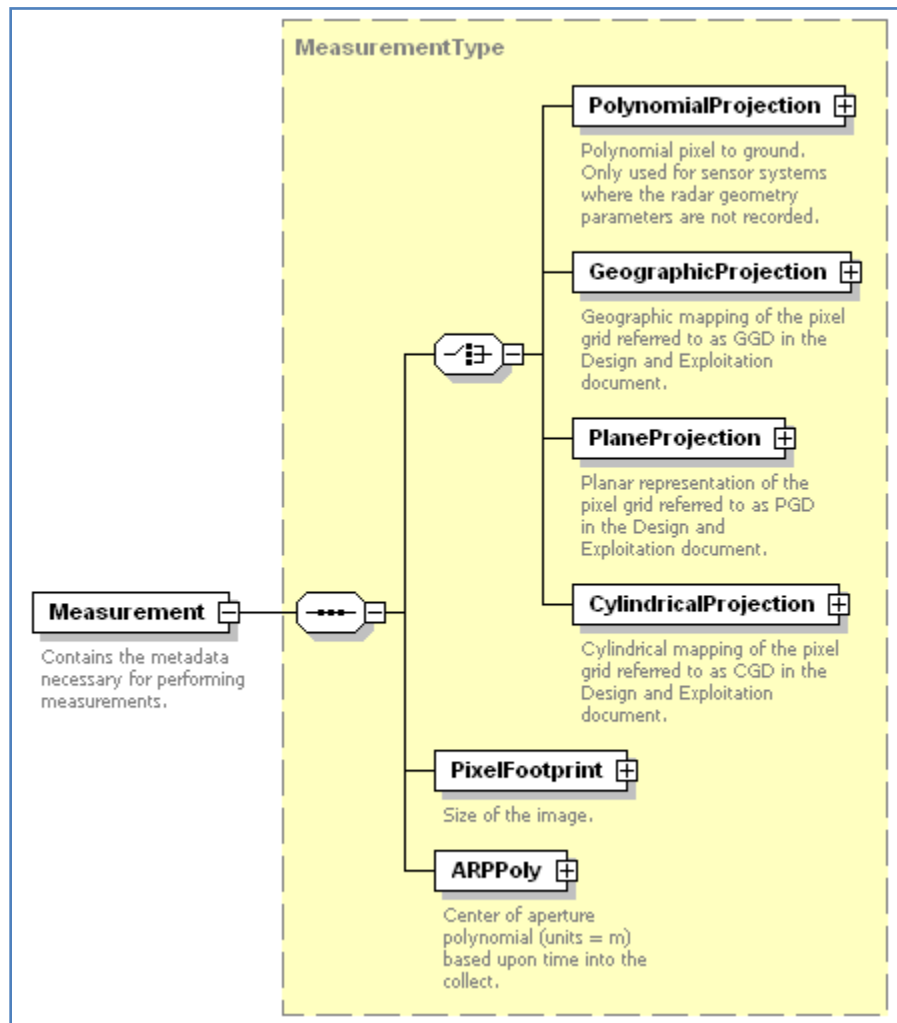 MeasurementType
PolynomialProjection
Polynomial pixel to ground.
Only used for sensor systems
where the radar geometry
parameters are not recorded.
GeographicProjection
Geographic mapping of the pixel
grid referred to as GGD in the
Design and Exploitation
document.
PlaneProjection
Planar representation of the
pixel grid referred to as PGD
in the Design and
Exploitation document.
CylindricalProjection
Cylindrical mapping of the pixel
grid referred to as CGD in the
Design and Exploitation
document.
Measurement
Contains the metadata
necessary for performing
measurements.
PixelFootprint
Size of the image.
ARPPoly
Center of aperture
polynomial (units = m)
based upon time into the
collect.